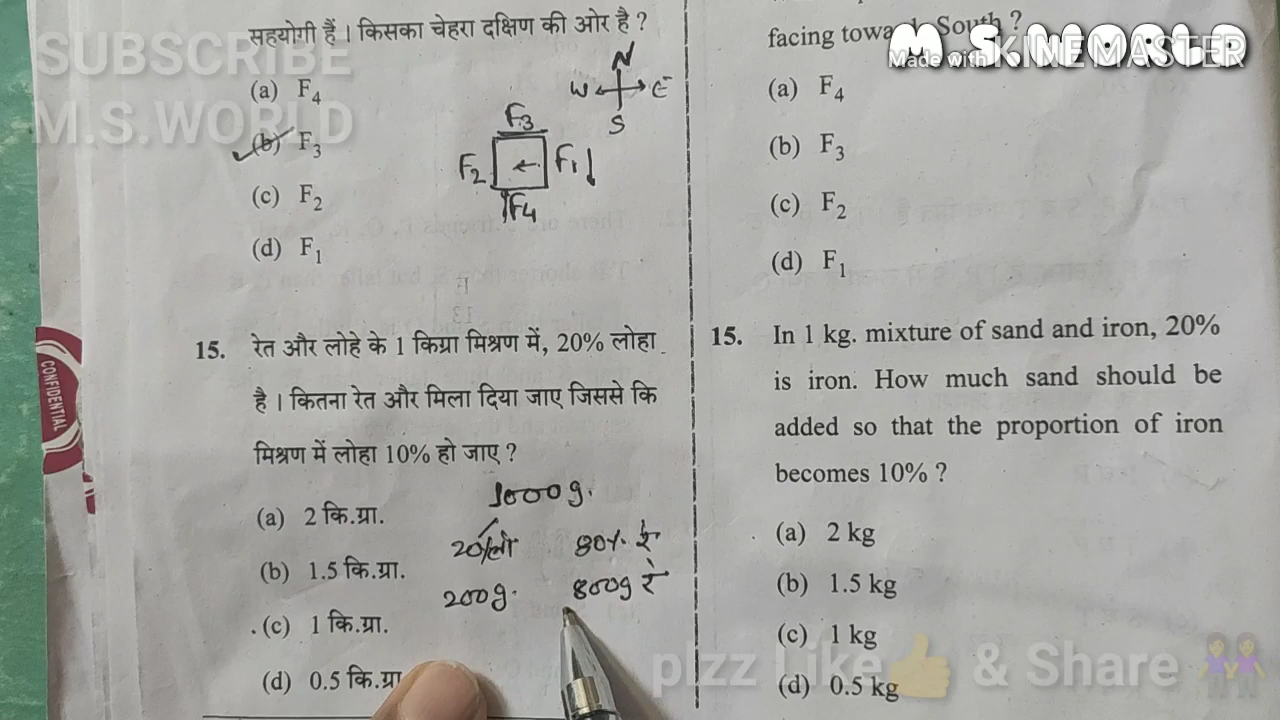 SUBSCRIBE
M.S.WORLD
M S WORLD
Made with KINEMASTER
सहयोगी हैं । किसका चेहरा दक्षिण की ओर है ?
(a) F4
(b) F3
(c) F2
(d) F1
N
W E
S
F3
F2 F1
F4
15. रेत और लोहे के 1 किग्रा मिश्रण में, 20% लोहा
है । कितना रेत और मिला दिया जाए जिससे कि
मिश्रण में लोहा 10% हो जाए ?
(a) 2 कि.ग्रा.
(b) 1.5 कि.ग्रा.
(c) 1 कि.ग्रा.
(d) 0.5 कि.ग्रा
1000g.
20% लो 80% रे
200g. 800g रे
CONFIDENTIAL
facing South ?
(a) F4
(b) F3
(c) F2
(d) F1
15. In 1 kg. mixture of sand and iron, 20%
is iron. How much sand should be
added so that the proportion of iron
becomes 10% ?
(a) 2 kg
(b) 1.5 kg
(c) 1 kg
(d) 0.5 kg
plzz Like👍 & Share 👭